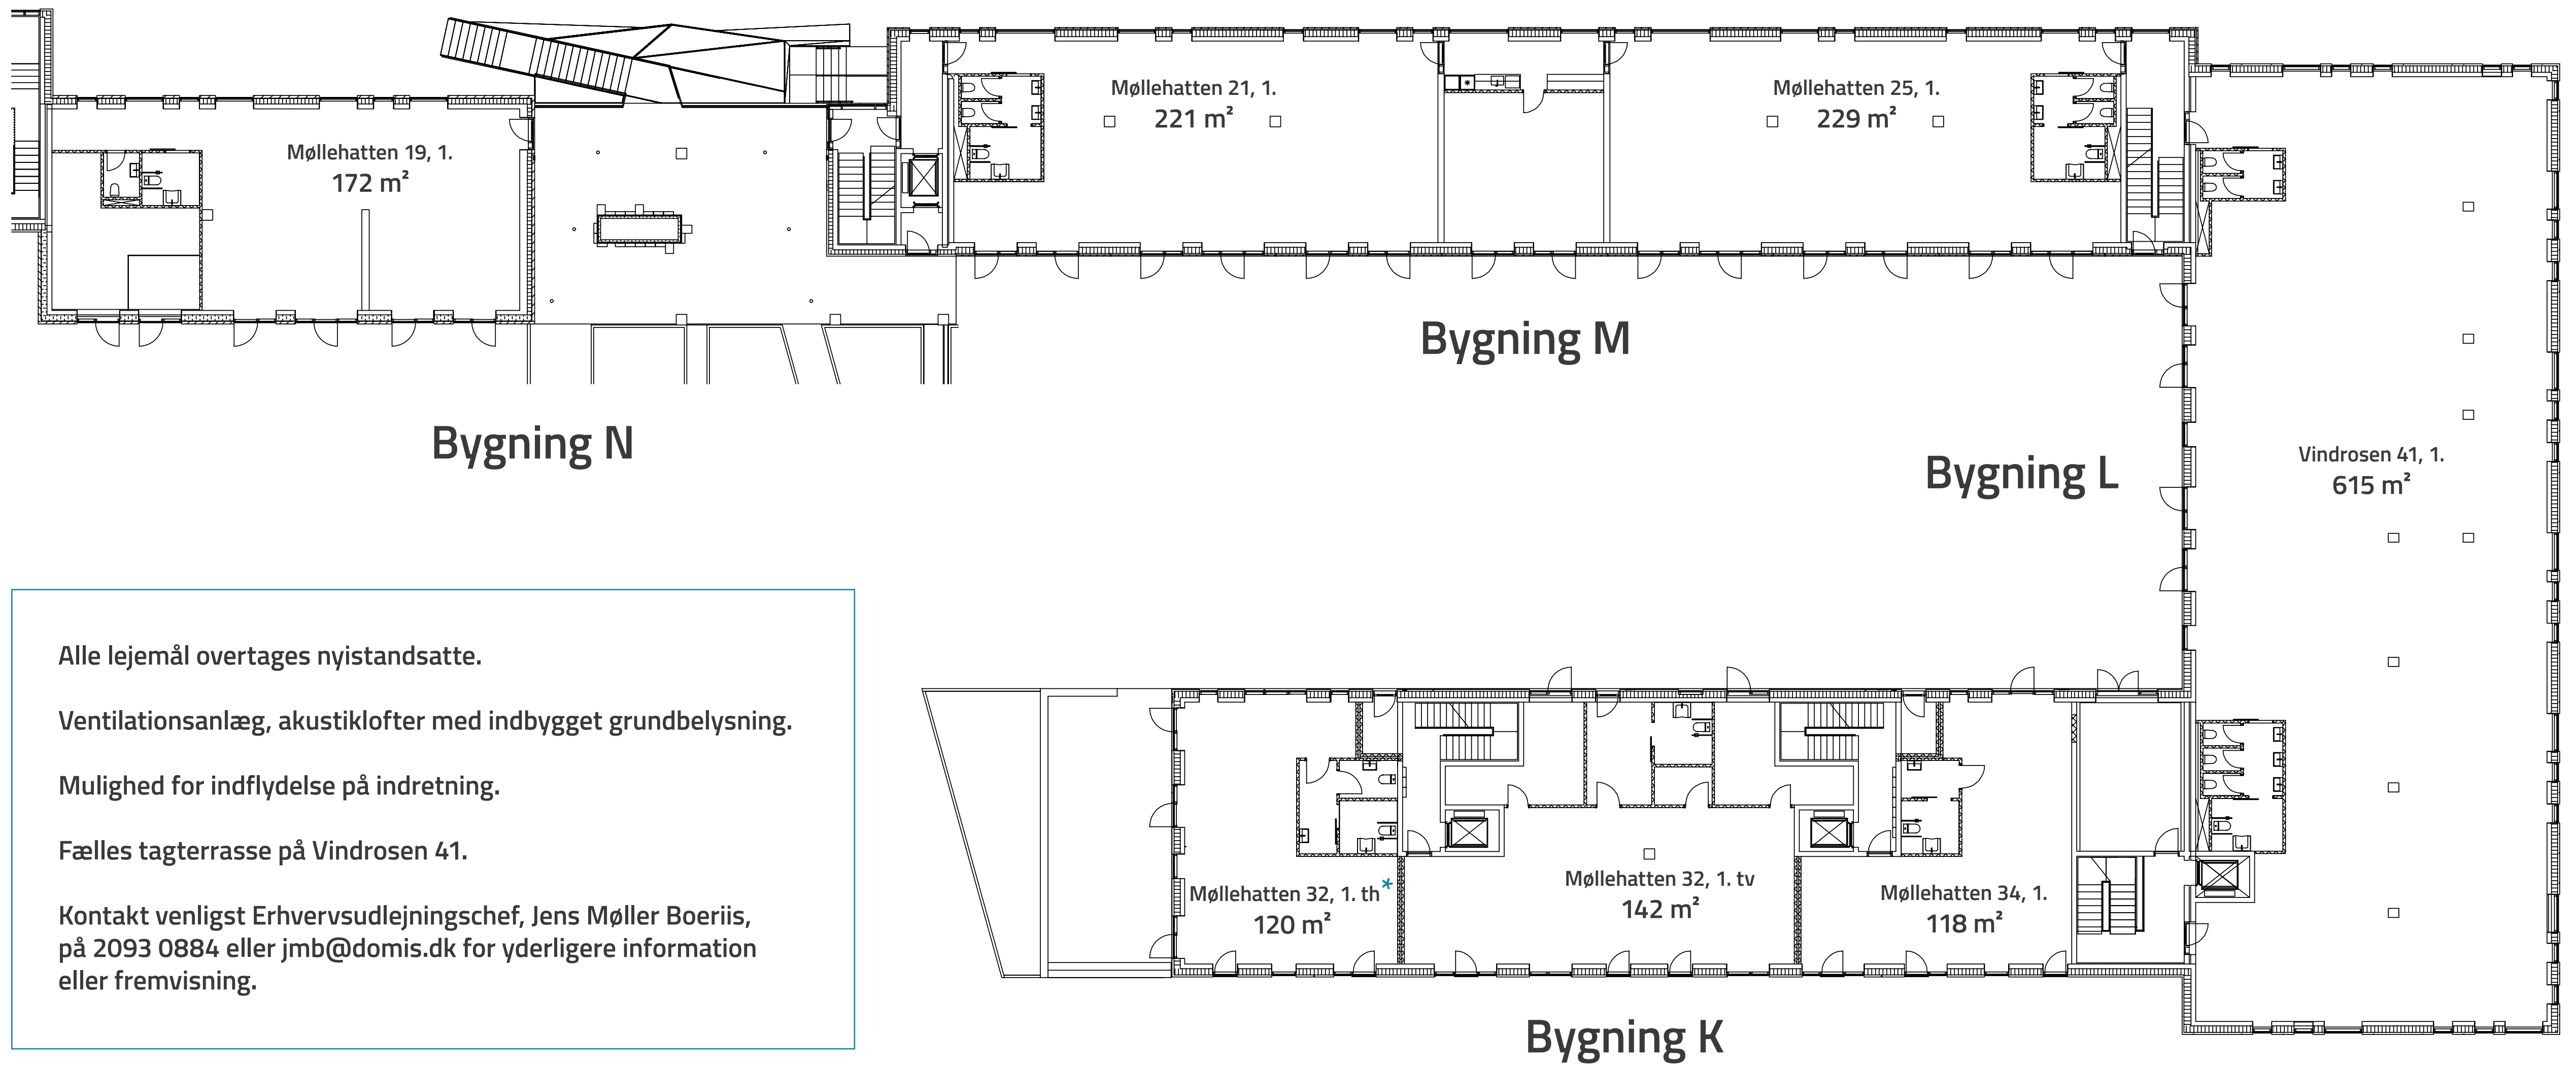 Møllehatten 19, 1.
172 m²
Møllehatten 21, 1.
221 m²
Møllehatten 25, 1.
229 m²
Bygning M
Bygning N
Bygning L
Vindrosen 41, 1.
615 m²
Alle lejemål overtages nyistandsatte.
Ventilationsanlæg, akustiklofter med indbygget grundbelysning.
Mulighed for indflydelse på indretning.
Fælles tagterrasse på Vindrosen 41.
Kontakt venligst Erhvervsudlejningschef, Jens Møller Boeriis,
på 2093 0884 eller jmb@domis.dk for yderligere information
eller fremvisning.
Møllehatten 32, 1. th*
120 m²
Møllehatten 32, 1. tv
142 m²
Møllehatten 34, 1.
118 m²
Bygning K